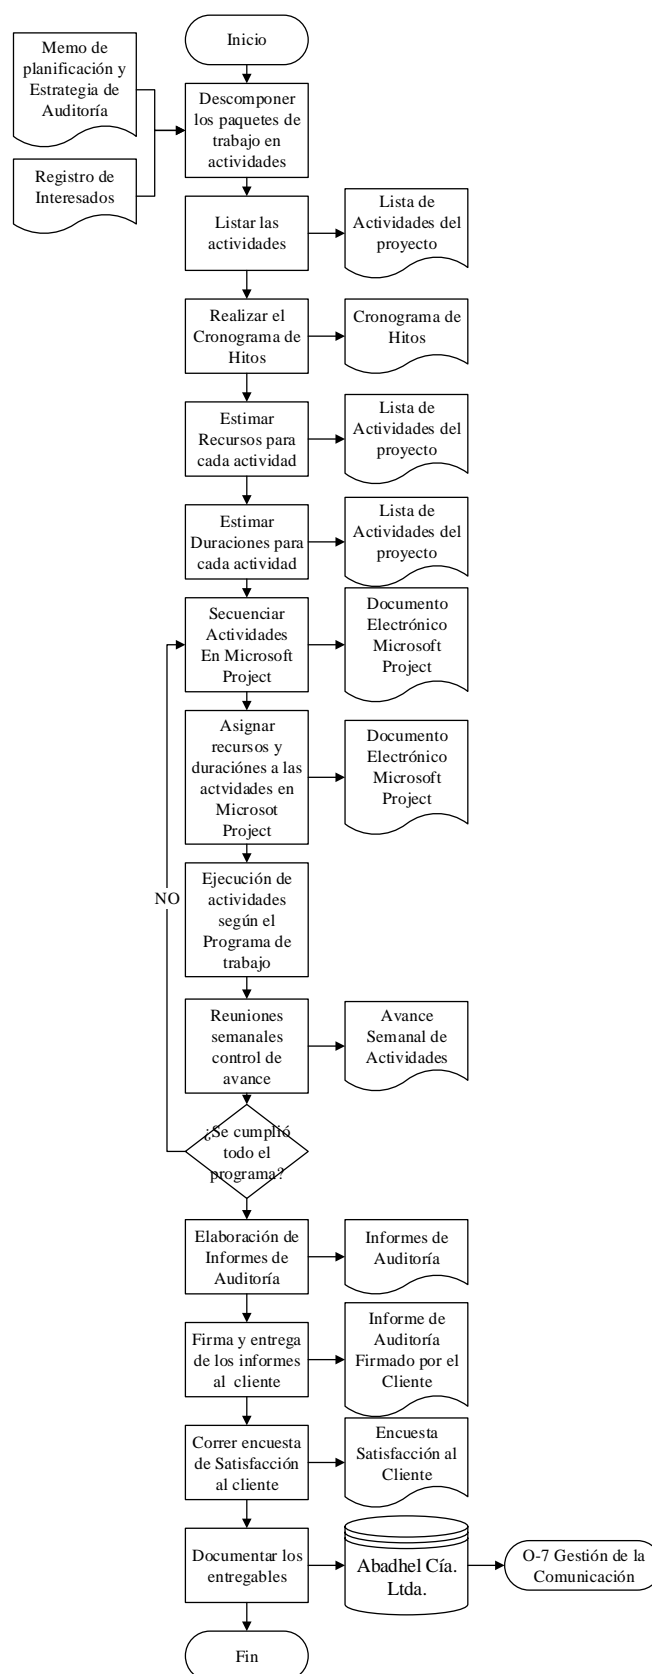 Inicio
Memo de
planificación y
Estrategia de
Auditoría
Descomponer
los paquetes de
trabajo en
actividades
Registro de
Interesados
Listar las
actividades
Lista de
Actividades del
proyecto
Realizar el
Cronograma de
Hitos
Cronograma de
Hitos
Estimar
Recursos para
cada actividad
Lista de
Actividades del
proyecto
Estimar
Duraciones para
cada actividad
Lista de
Actividades del
proyecto
Secuenciar
Actividades
En Microsoft
Project
Documento
Electrónico
Microsoft
Project
Asignar
recursos y
duraciónes a las
actvidades en
Microsot
Project
Documento
Electrónico
Microsoft
Project
Ejecución de
actividades
según el
Programa de
trabajo
NO
Reuniones
semanales
control de
avance
Avance
Semanal de
Actividades
¿Se cumplió
todo el
programa?
Elaboración de
Informes de
Auditoría
Informes de
Auditoría
Firma y entrega
de los informes
al cliente
Informe de
Auditoría
Firmado por el
Cliente
Correr encuesta
de Satisfacción
al cliente
Encuesta
Satisfacción al
Cliente
Documentar los
entregables
Abadhel Cía.
Ltda.
O-7 Gestión de la
Comunicación
Fin